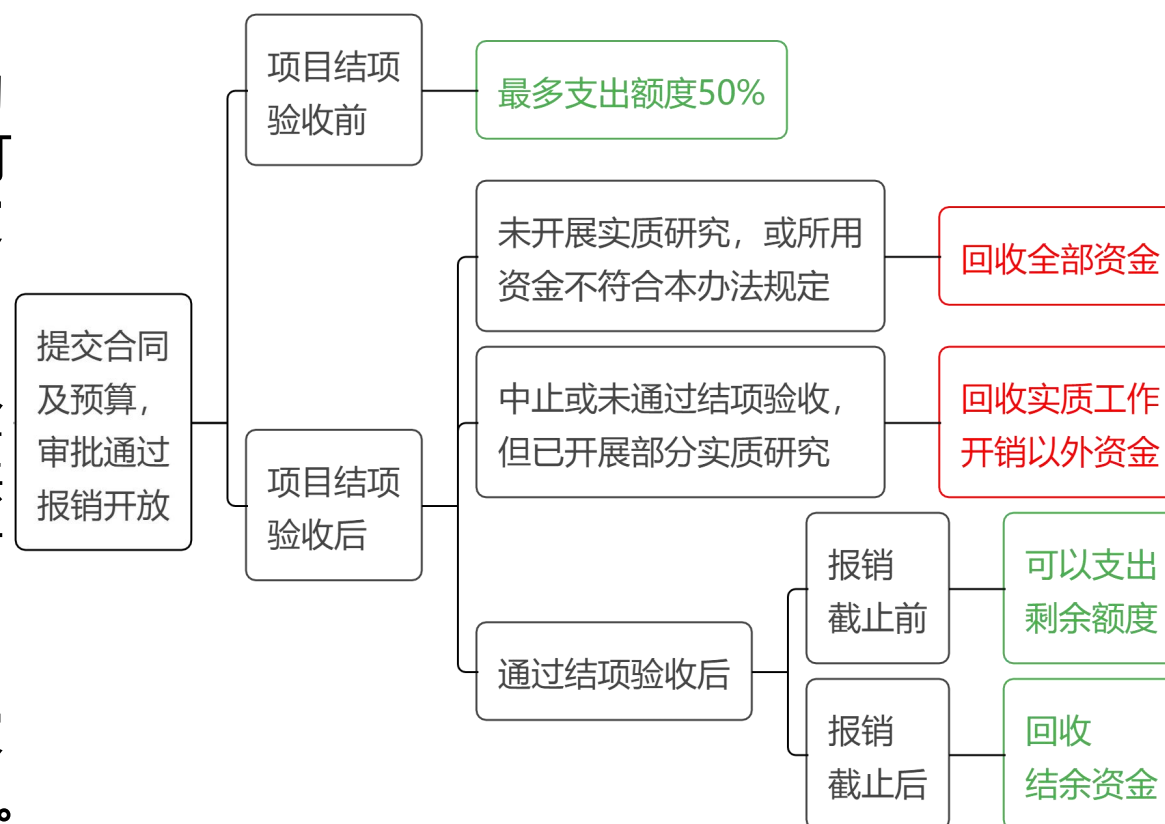 项目结项
验收前
最多支出额度50%
未开展实质研究，或所用
资金不符合本办法规定
回收全部资金
提交合同
及预算，
审批通过
报销开放
中止或未通过结项验收，
但已开展部分实质研究
回收实质工作
开销以外资金
项目结项
验收后
报销
截止前
可以支出
剩余额度
通过结项验收后
报销
截止后
回收
结余资金